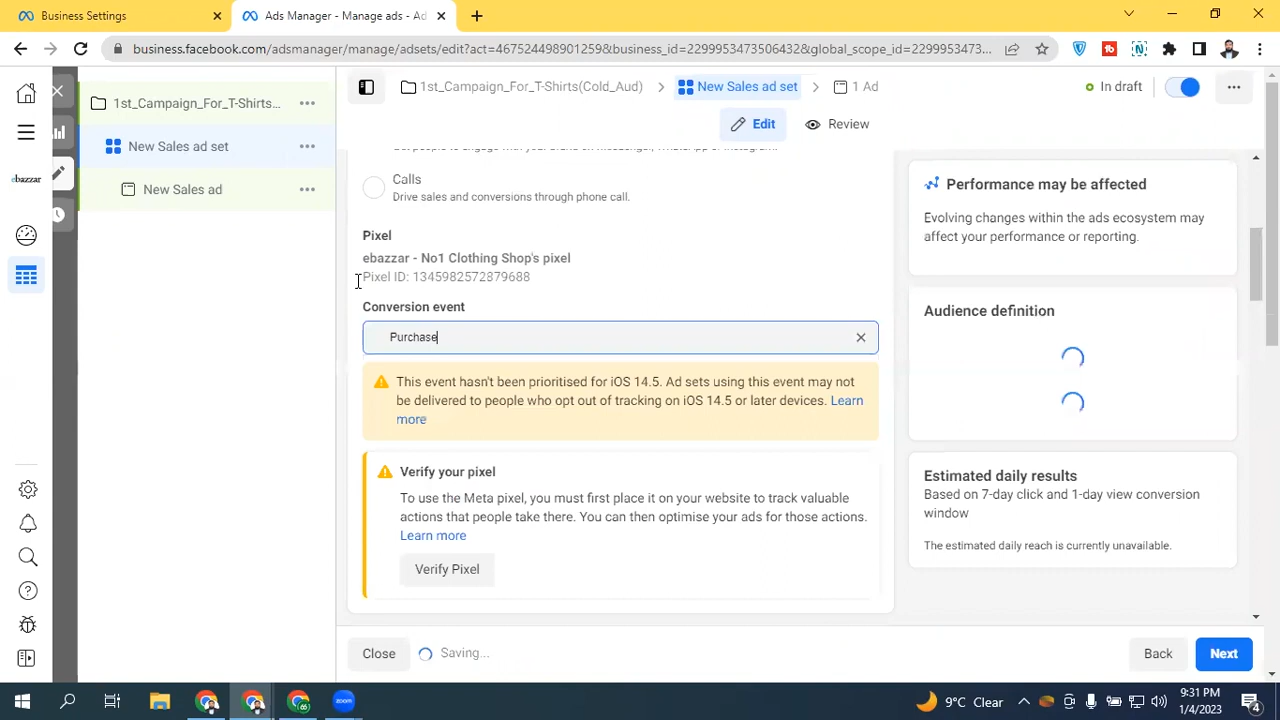 Business Settings
Ads Manager - Manage ads - Ad
business.facebook.com/adsmanager/manage/adsets/edit?act=467524498901259&business_id=2299953473506432&global_scope_id=2299953473...
1st_Campaign_For_T-Shirts...
New Sales ad set
New Sales ad
ebazzar
1st_Campaign_For_T-Shirts(Cold_Aud)
New Sales ad set
1 Ad
In draft
Edit
Review
Calls
Drive sales and conversions through phone call.
Pixel
ebazzar - No1 Clothing Shop's pixel
Pixel ID: 1345982572879688
Conversion event
Purchase
This event hasn't been prioritised for iOS 14.5. Ad sets using this event may not
be delivered to people who opt out of tracking on iOS 14.5 or later devices. Learn
more
Verify your pixel
To use the Meta pixel, you must first place it on your website to track valuable
actions that people take there. You can then optimise your ads for those actions.
Learn more
Verify Pixel
Performance may be affected
Evolving changes within the ads ecosystem may
affect your performance or reporting.
Audience definition
Estimated daily results
Based on 7-day click and 1-day view conversion
window
The estimated daily reach is currently unavailable.
Close
Saving...
Back
Next
9°C Clear
9:31 PM
1/4/2023
4